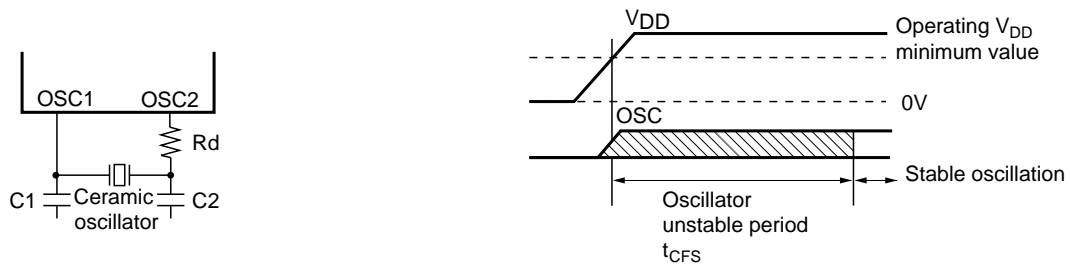 OSC1 OSC2
Rd
C1 Ceramic oscillator C2
VDD
Operating VDD
minimum value
0V
OSC
Stable oscillation
Oscillator
unstable period
tCFS